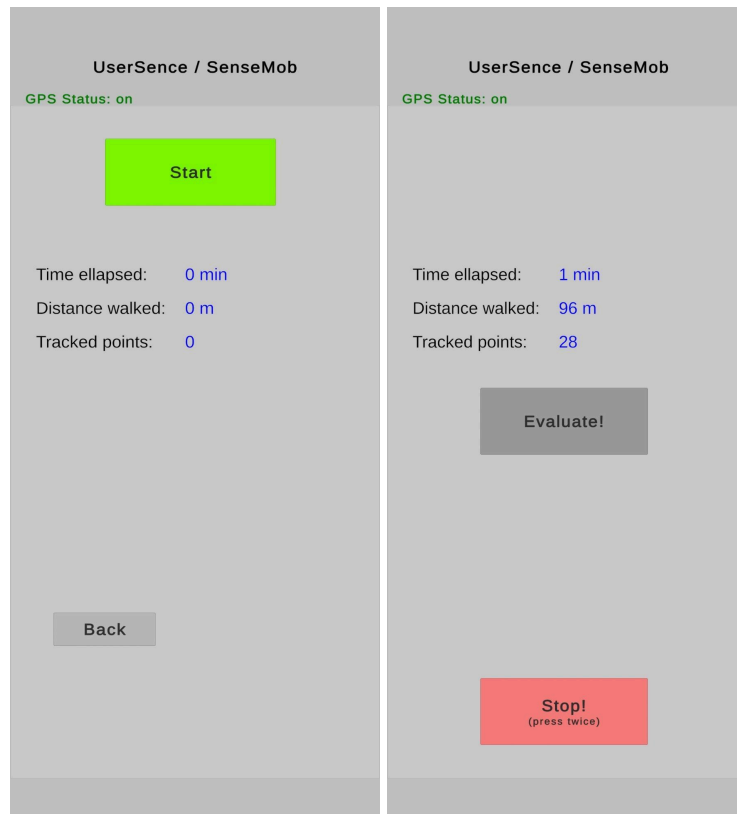 UserSence / SenseMob
GPS Status: on
Start
Time ellapsed: 0 min
Distance walked: 0 m
Tracked points: 0
Back
UserSence / SenseMob
GPS Status: on
Time ellapsed: 1 min
Distance walked: 96 m
Tracked points: 28
Evaluate!
Stop!
(press twice)